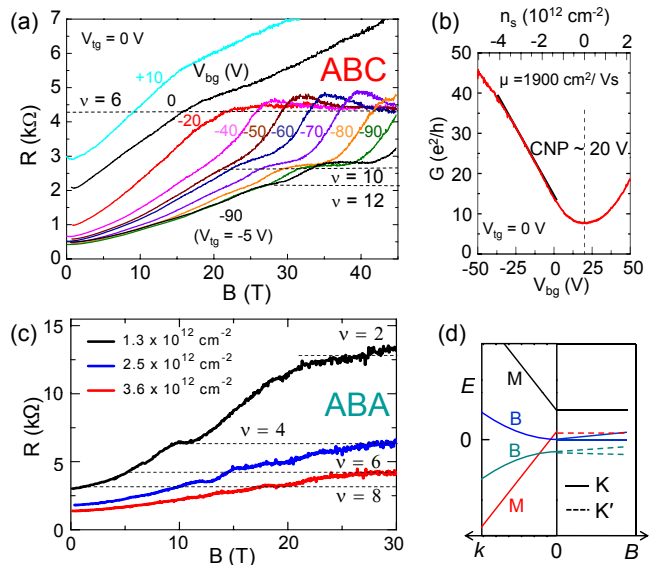 (a)
V_tg = 0 V
V_bg (V)
ABC
+10
0
-20
-40
-50
-60
-70
-80
-90
ν = 6
ν = 10
ν = 12
-90
(V_tg = -5 V)
R (kΩ)
7
6
5
4
3
2
1
0
0
10
20
30
40
B (T)
(b)
n_s (10^12 cm^-2)
-4
-2
0
2
μ =1900 cm²/ Vs
CNP ~ 20 V
V_tg = 0 V
G (e²/h)
60
50
40
30
20
10
0
-50
-25
0
25
50
V_bg (V)
(c)
1.3 x 10^12 cm^-2
2.5 x 10^12 cm^-2
3.6 x 10^12 cm^-2
ν = 2
ABA
ν = 4
ν = 6
ν = 8
R (kΩ)
15
10
5
0
0
10
20
30
B (T)
(d)
E
M
B
B
M
0
K
K′
k
0
B